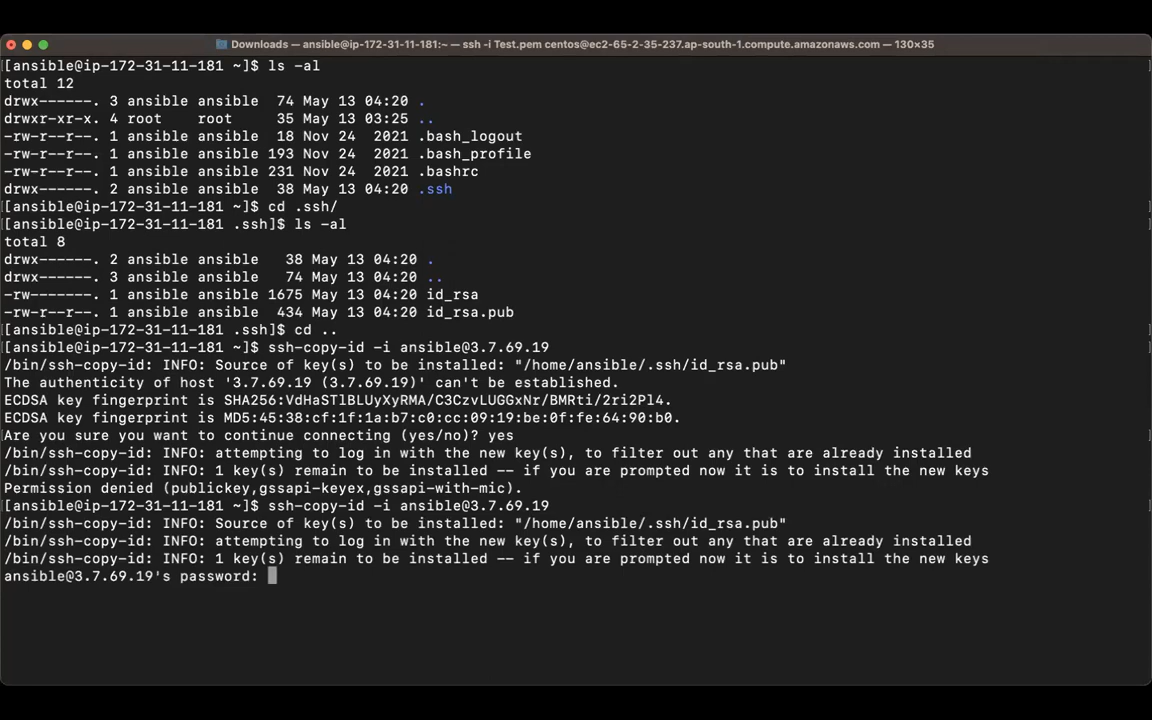 Downloads — ansible@ip-172-31-11-181:~ — ssh -i Test.pem centos@ec2-65-2-35-237.ap-south-1.compute.amazonaws.com — 130×35
[ansible@ip-172-31-11-181 ~]$ ls -al
total 12
drwx------. 3 ansible ansible  74 May 13 04:20 .
drwxr-xr-x. 4 root    root     35 May 13 03:25 ..
-rw-r--r--. 1 ansible ansible  18 Nov 24  2021 .bash_logout
-rw-r--r--. 1 ansible ansible 193 Nov 24  2021 .bash_profile
-rw-r--r--. 1 ansible ansible 231 Nov 24  2021 .bashrc
drwx------. 2 ansible ansible  38 May 13 04:20 .ssh
[ansible@ip-172-31-11-181 ~]$ cd .ssh/
[ansible@ip-172-31-11-181 .ssh]$ ls -al
total 8
drwx------. 2 ansible ansible   38 May 13 04:20 .
drwx------. 3 ansible ansible   74 May 13 04:20 ..
-rw-------. 1 ansible ansible 1675 May 13 04:20 id_rsa
-rw-r--r--. 1 ansible ansible  434 May 13 04:20 id_rsa.pub
[ansible@ip-172-31-11-181 .ssh]$ cd ..
[ansible@ip-172-31-11-181 ~]$ ssh-copy-id -i ansible@3.7.69.19
/bin/ssh-copy-id: INFO: Source of key(s) to be installed: "/home/ansible/.ssh/id_rsa.pub"
The authenticity of host '3.7.69.19 (3.7.69.19)' can't be established.
ECDSA key fingerprint is SHA256:VdHaSTlBLUyXyRMA/C3CzvLUGGxNr/BMRti/2ri2Pl4.
ECDSA key fingerprint is MD5:45:38:cf:1f:1a:b7:c0:cc:09:19:be:0f:fe:64:90:b0.
Are you sure you want to continue connecting (yes/no)? yes
/bin/ssh-copy-id: INFO: attempting to log in with the new key(s), to filter out any that are already installed
/bin/ssh-copy-id: INFO: 1 key(s) remain to be installed -- if you are prompted now it is to install the new keys
Permission denied (publickey,gssapi-keyex,gssapi-with-mic).
[ansible@ip-172-31-11-181 ~]$ ssh-copy-id -i ansible@3.7.69.19
/bin/ssh-copy-id: INFO: Source of key(s) to be installed: "/home/ansible/.ssh/id_rsa.pub"
/bin/ssh-copy-id: INFO: attempting to log in with the new key(s), to filter out any that are already installed
/bin/ssh-copy-id: INFO: 1 key(s) remain to be installed -- if you are prompted now it is to install the new keys
ansible@3.7.69.19's password: